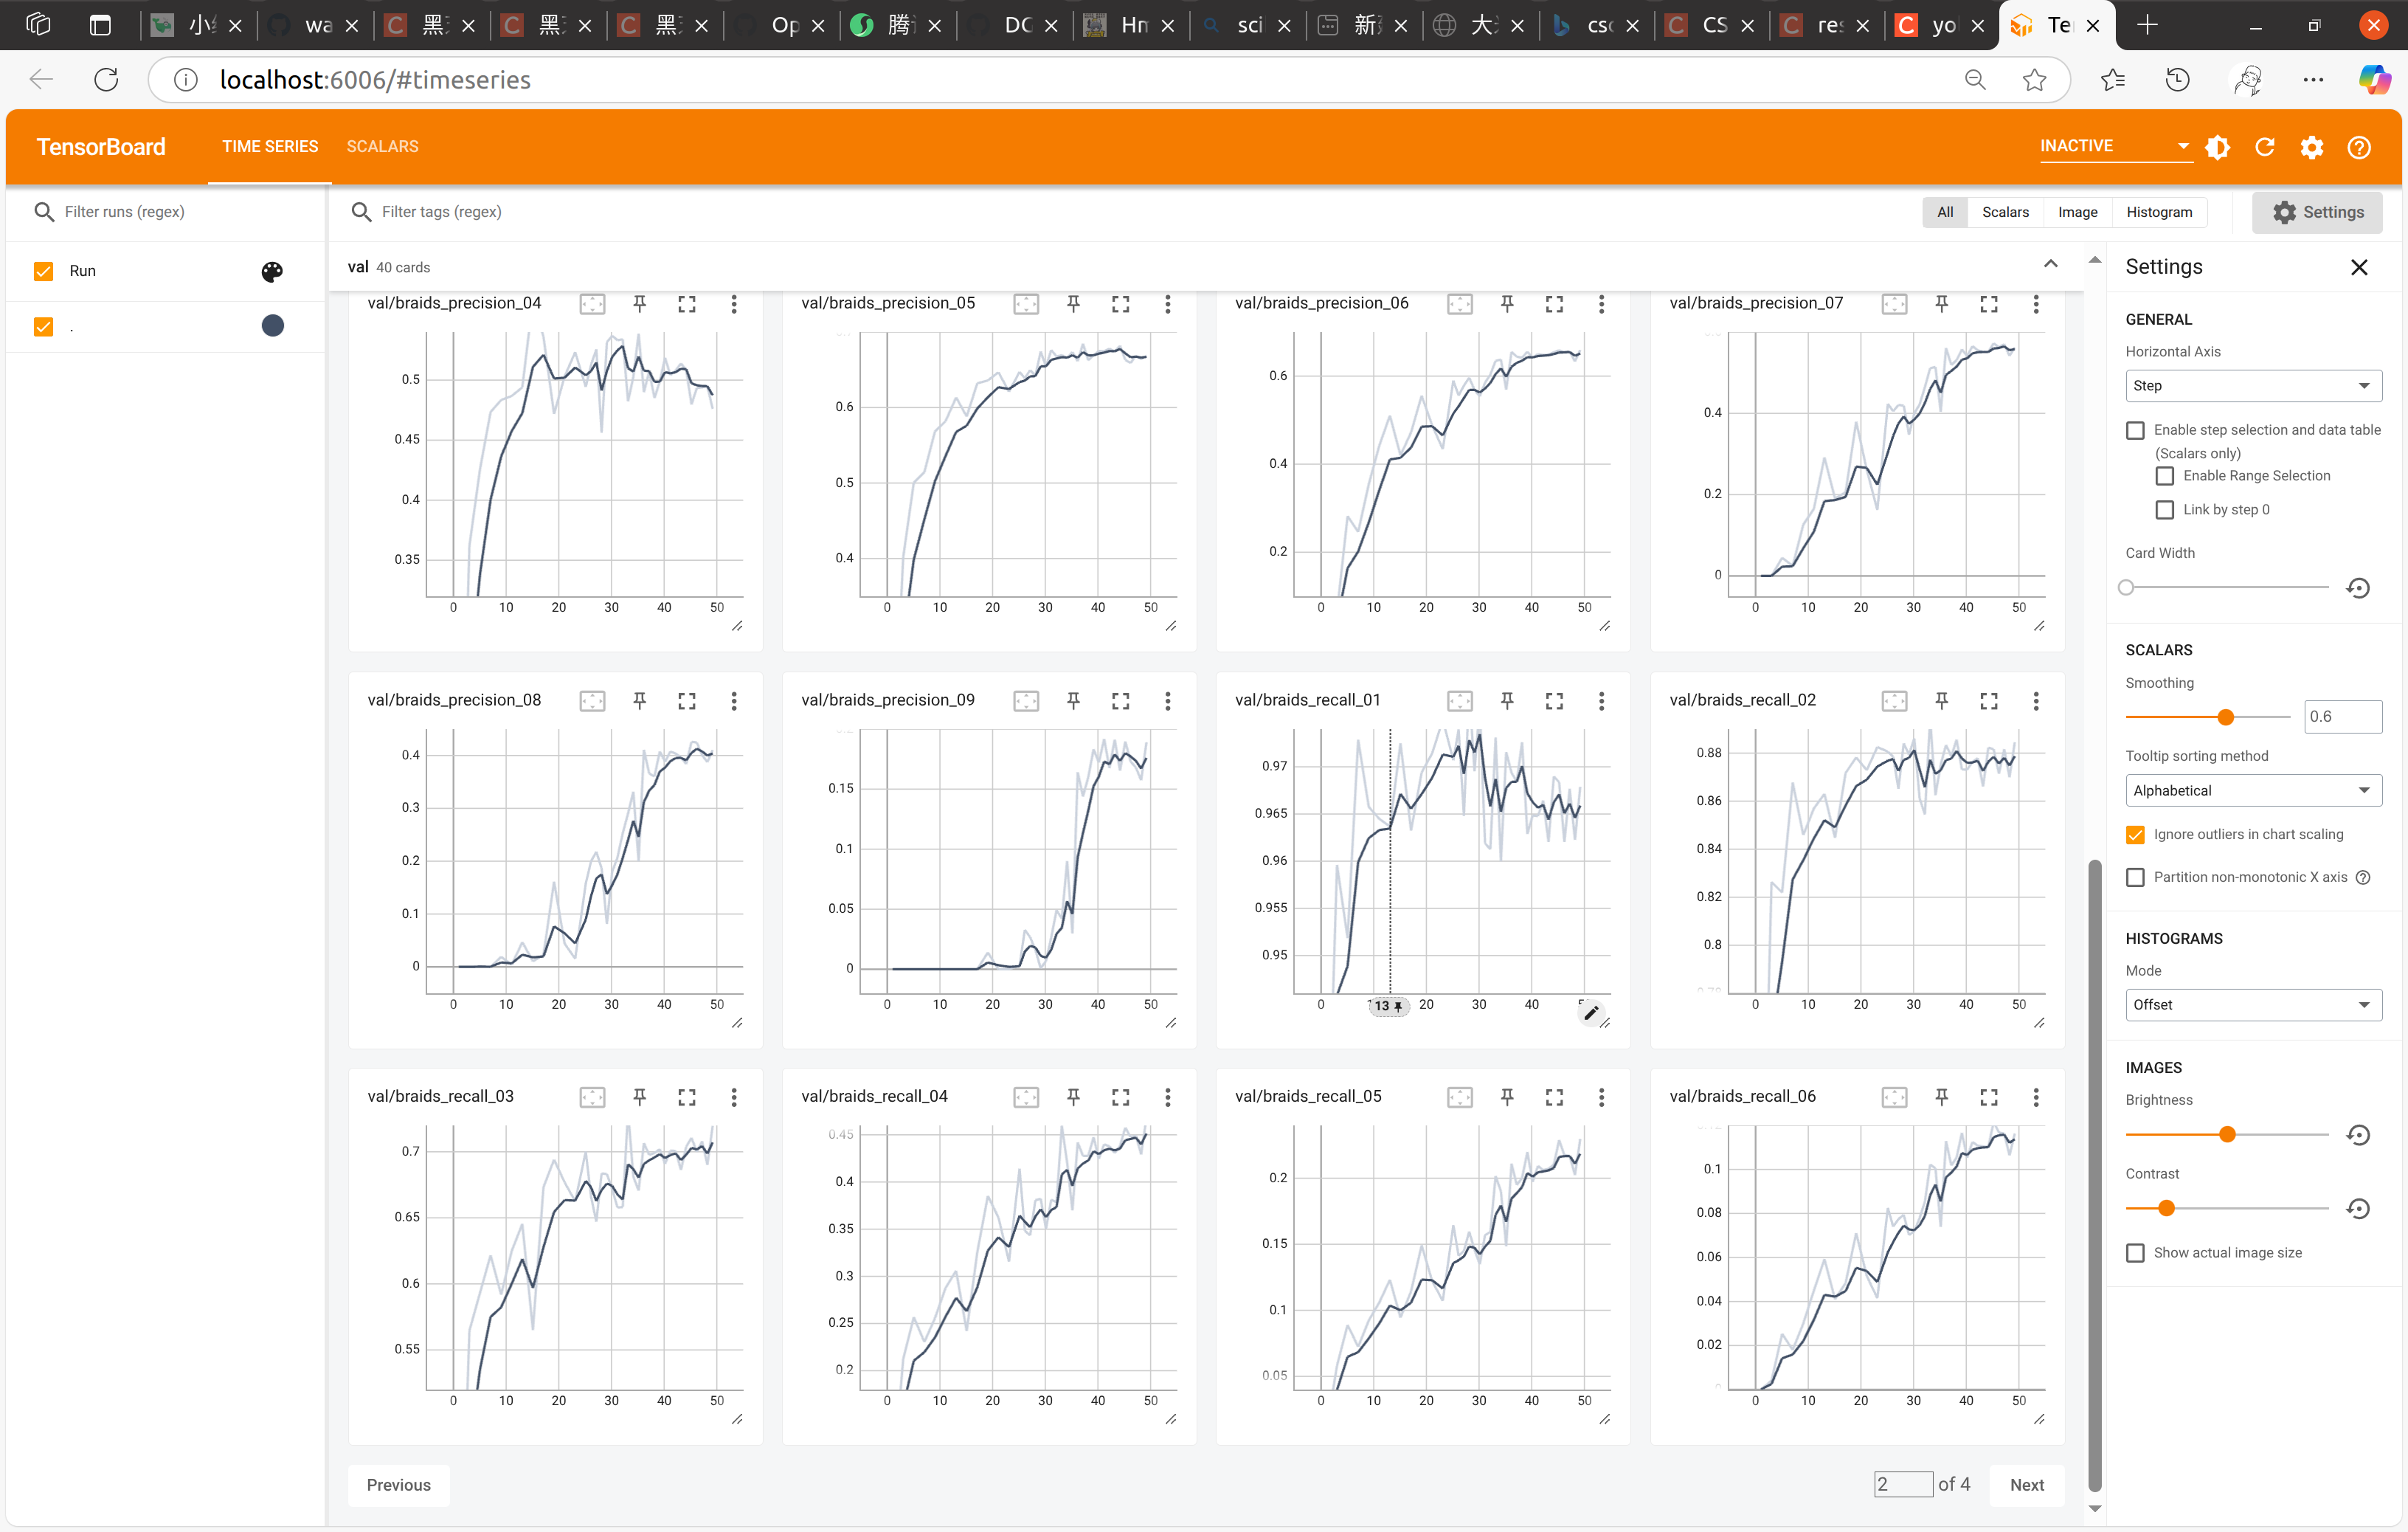 小 wa C 黑 C 黑 C 黑 Op 腾 DC Hn sci 新 大 csc C CS C res C yo Te
localhost:6006/#timeseries
TensorBoard TIME SERIES SCALARS INACTIVE
Filter runs (regex) Filter tags (regex) All Scalars Image Histogram Settings
Run
.
val 40 cards
val/braids_precision_04 val/braids_precision_05 val/braids_precision_06 val/braids_precision_07
0.5
0.45
0.4
0.35
0 10 20 30 40 50
0.6
0.5
0.4
0 10 20 30 40 50
0.6
0.4
0.2
0 10 20 30 40 50
0.4
0.2
0
0 10 20 30 40 50
val/braids_precision_08 val/braids_precision_09 val/braids_recall_01 val/braids_recall_02
0.4
0.3
0.2
0.1
0
0 10 20 30 40 50
0.15
0.1
0.05
0
0 10 20 30 40 50
0.97
0.965
0.96
0.955
0.95
0 13 20 30 40
0.88
0.86
0.84
0.82
0.8
0.78
0 10 20 30 40 50
val/braids_recall_03 val/braids_recall_04 val/braids_recall_05 val/braids_recall_06
0.7
0.65
0.6
0.55
0 10 20 30 40 50
0.45
0.4
0.35
0.3
0.25
0.2
0 10 20 30 40 50
0.2
0.15
0.1
0.05
0 10 20 30 40 50
0.1
0.08
0.06
0.04
0.02
0 10 20 30 40 50
Previous 2 of 4 Next
Settings
GENERAL
Horizontal Axis
Step
Enable step selection and data table
(Scalars only)
Enable Range Selection
Link by step 0
Card Width
SCALARS
Smoothing
0.6
Tooltip sorting method
Alphabetical
Ignore outliers in chart scaling
Partition non-monotonic X axis
HISTOGRAMS
Mode
Offset
IMAGES
Brightness
Contrast
Show actual image size